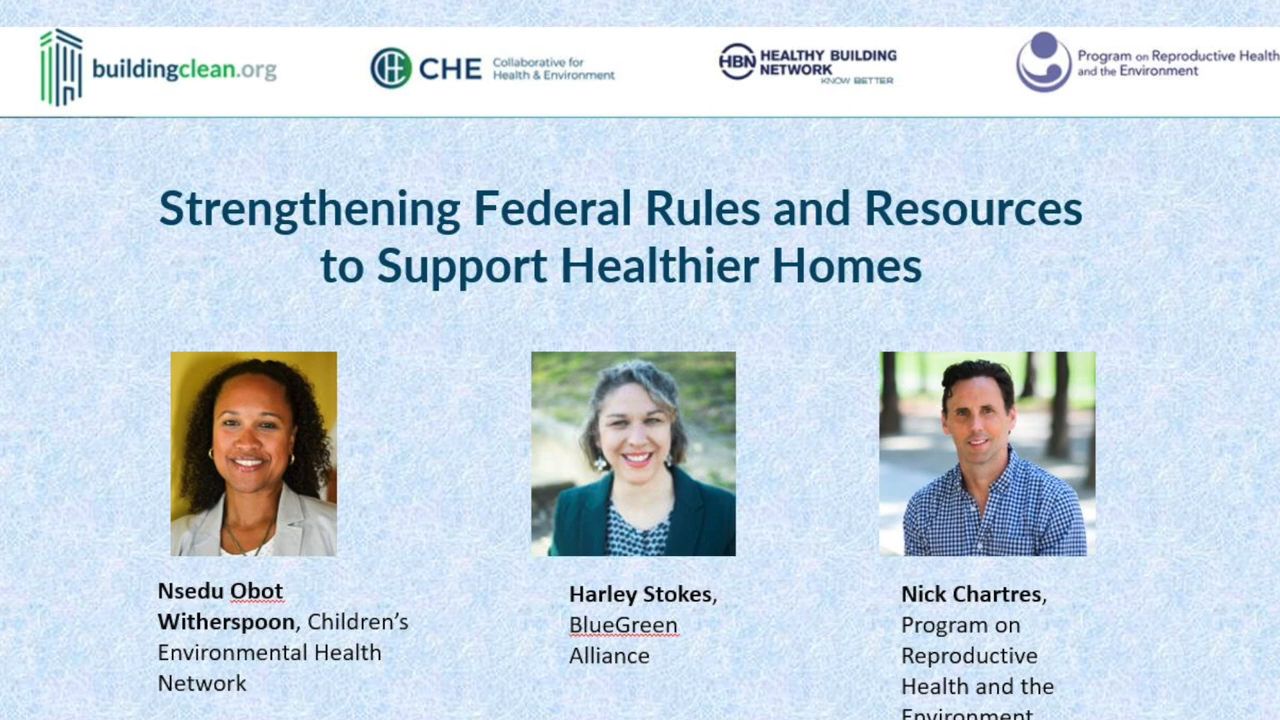 buildingclean.org
CHE Collaborative for
Health & Environment
HBN HEALTHY BUILDING
NETWORK
KNOW BETTER
Program on Reproductive Health
and the Environment
Strengthening Federal Rules and Resources
to Support Healthier Homes
Nsedu Obot
Witherspoon, Children’s
Environmental Health
Network
Harley Stokes,
BlueGreen
Alliance
Nick Chartres,
Program on
Reproductive
Health and the
Environment